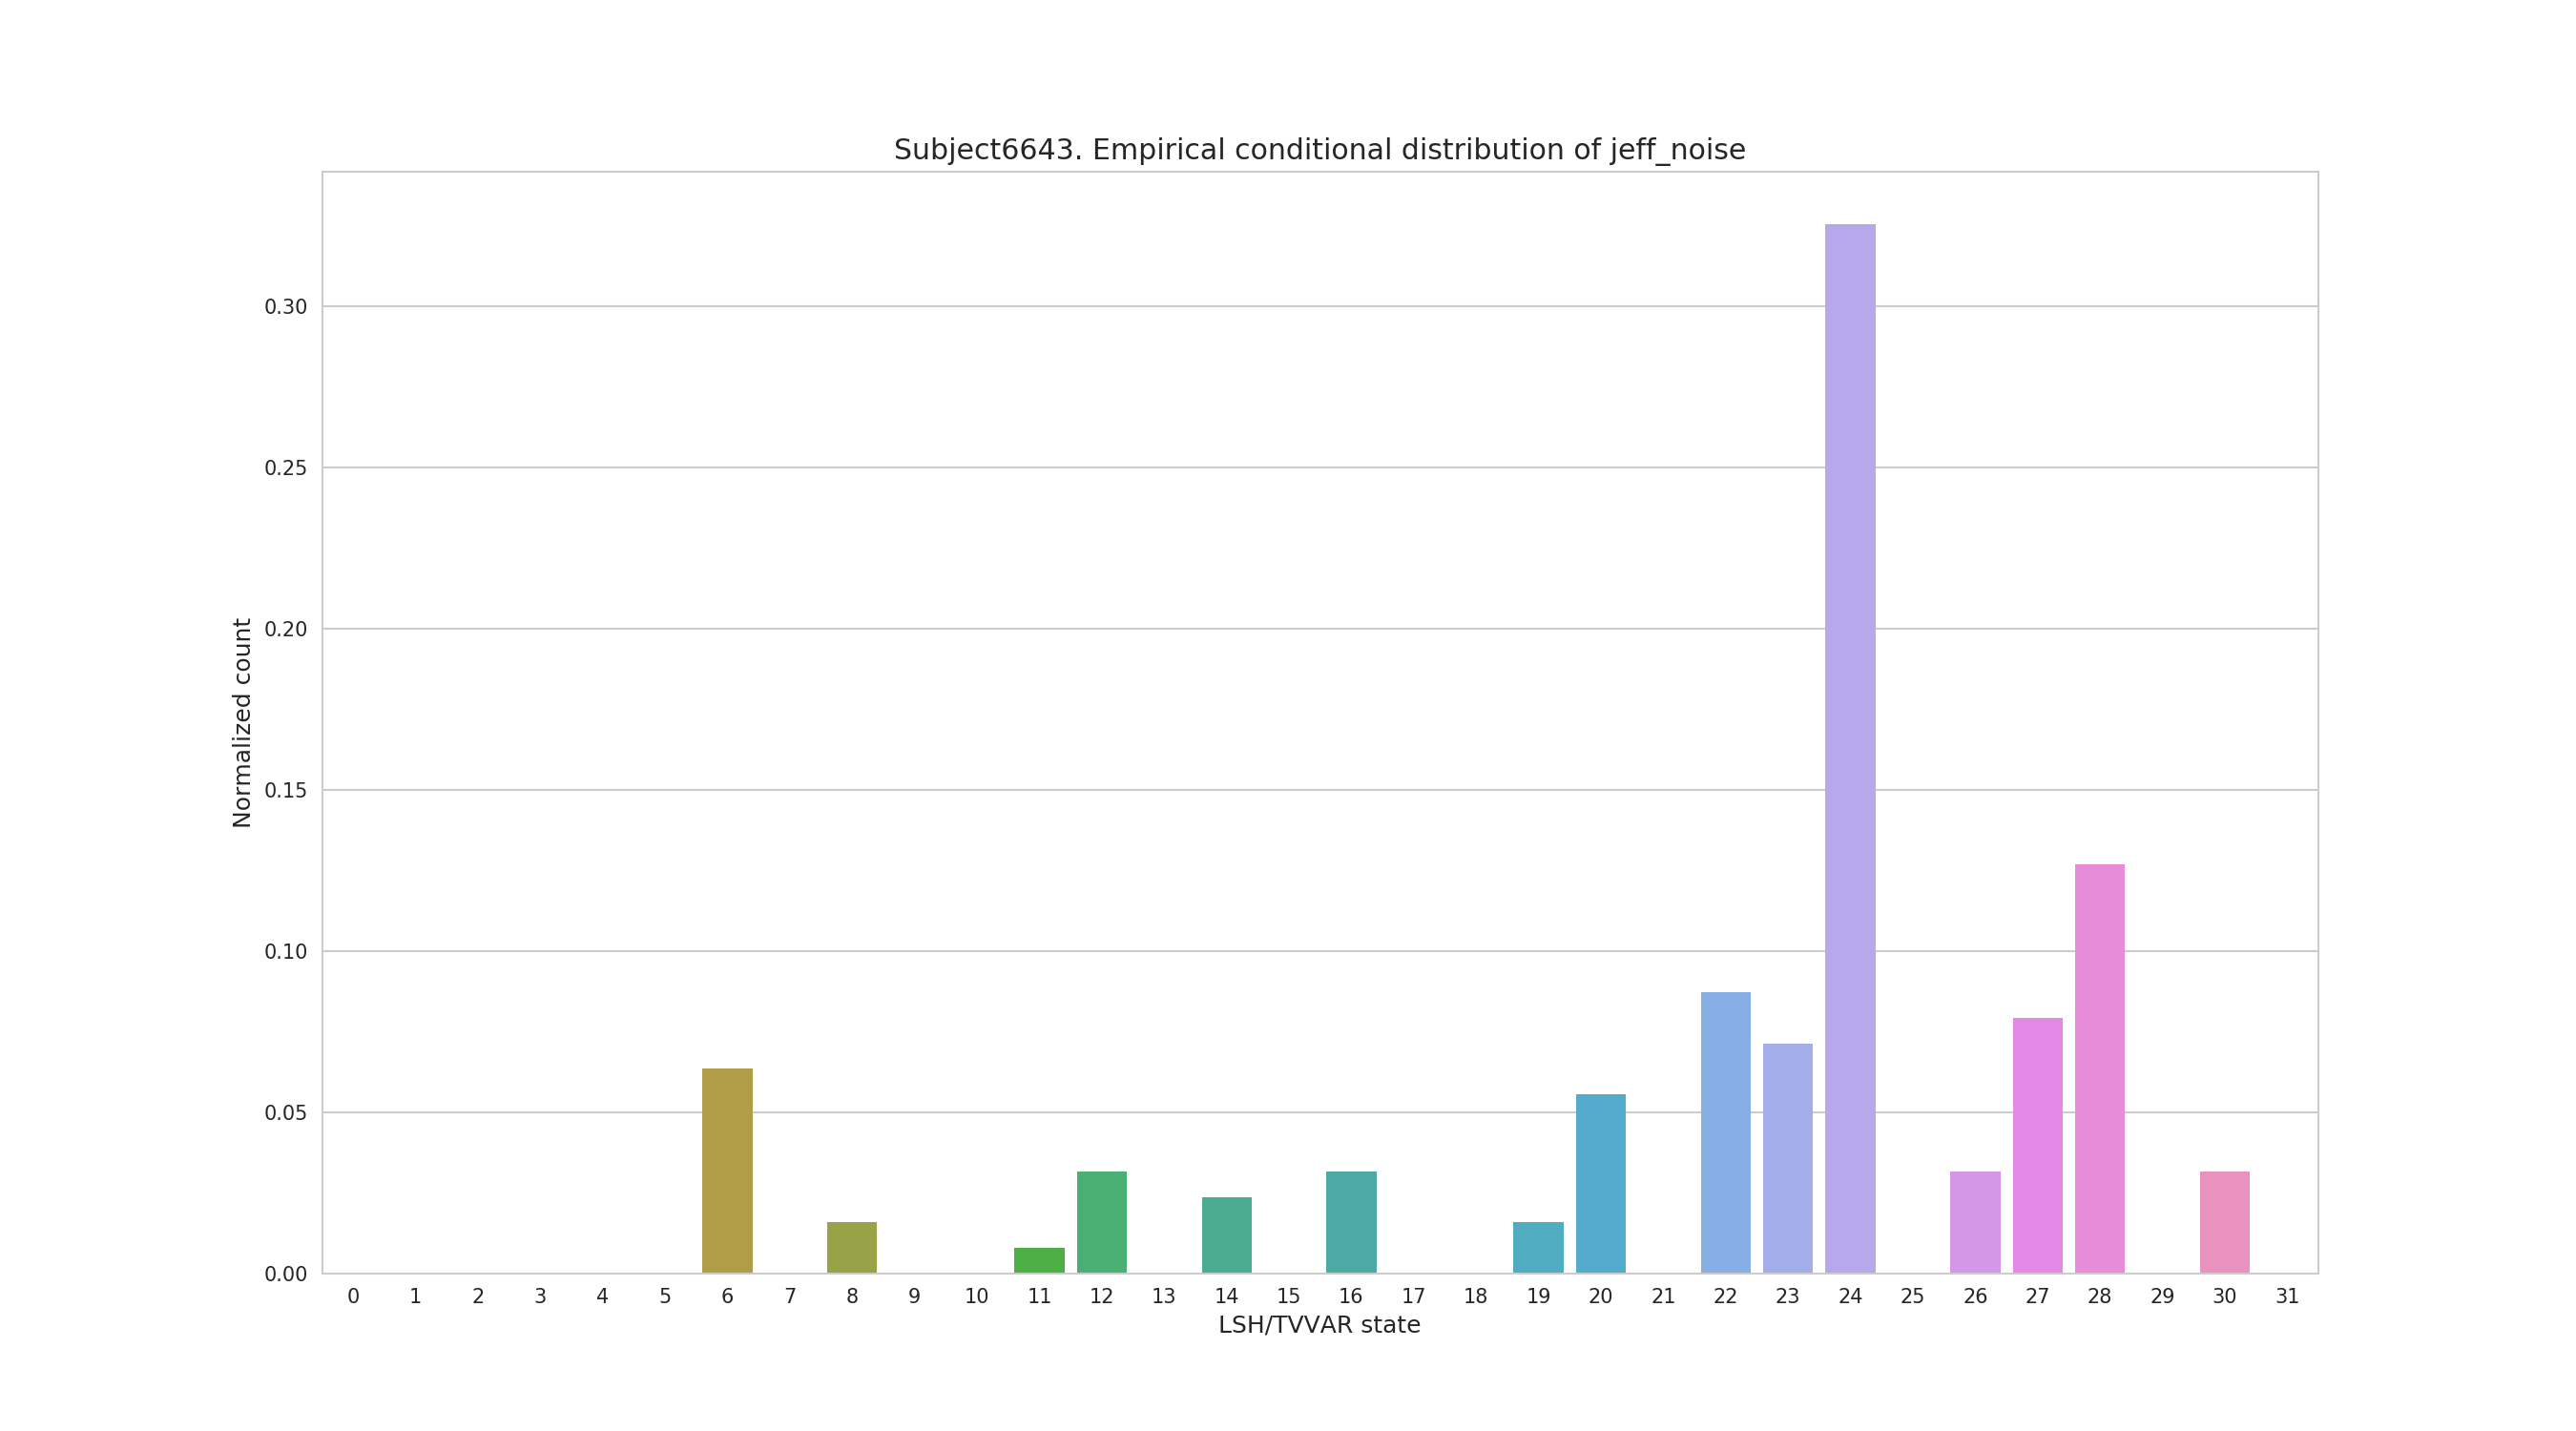 Subject6643. Empirical conditional distribution of jeff_noise
Normalized count
0.30
0.25
0.20
0.15
0.10
0.05
0.00
0 1 2 3 4 5 6 7 8 9 10 11 12 13 14 15 16 17 18 19 20 21 22 23 24 25 26 27 28 29 30 31
LSH/TVVAR state